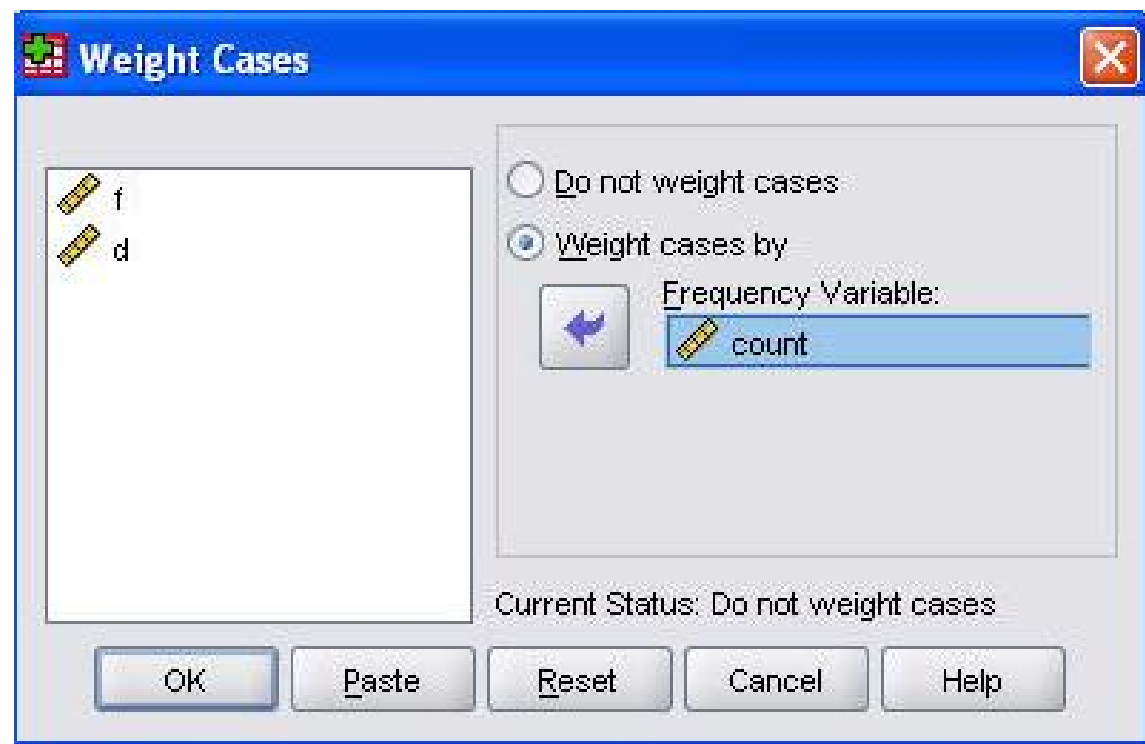 Weight Cases
f
d
Do not weight cases
Weight cases by
Frequency Variable:
count
Current Status: Do not weight cases
OK Paste Reset Cancel Help